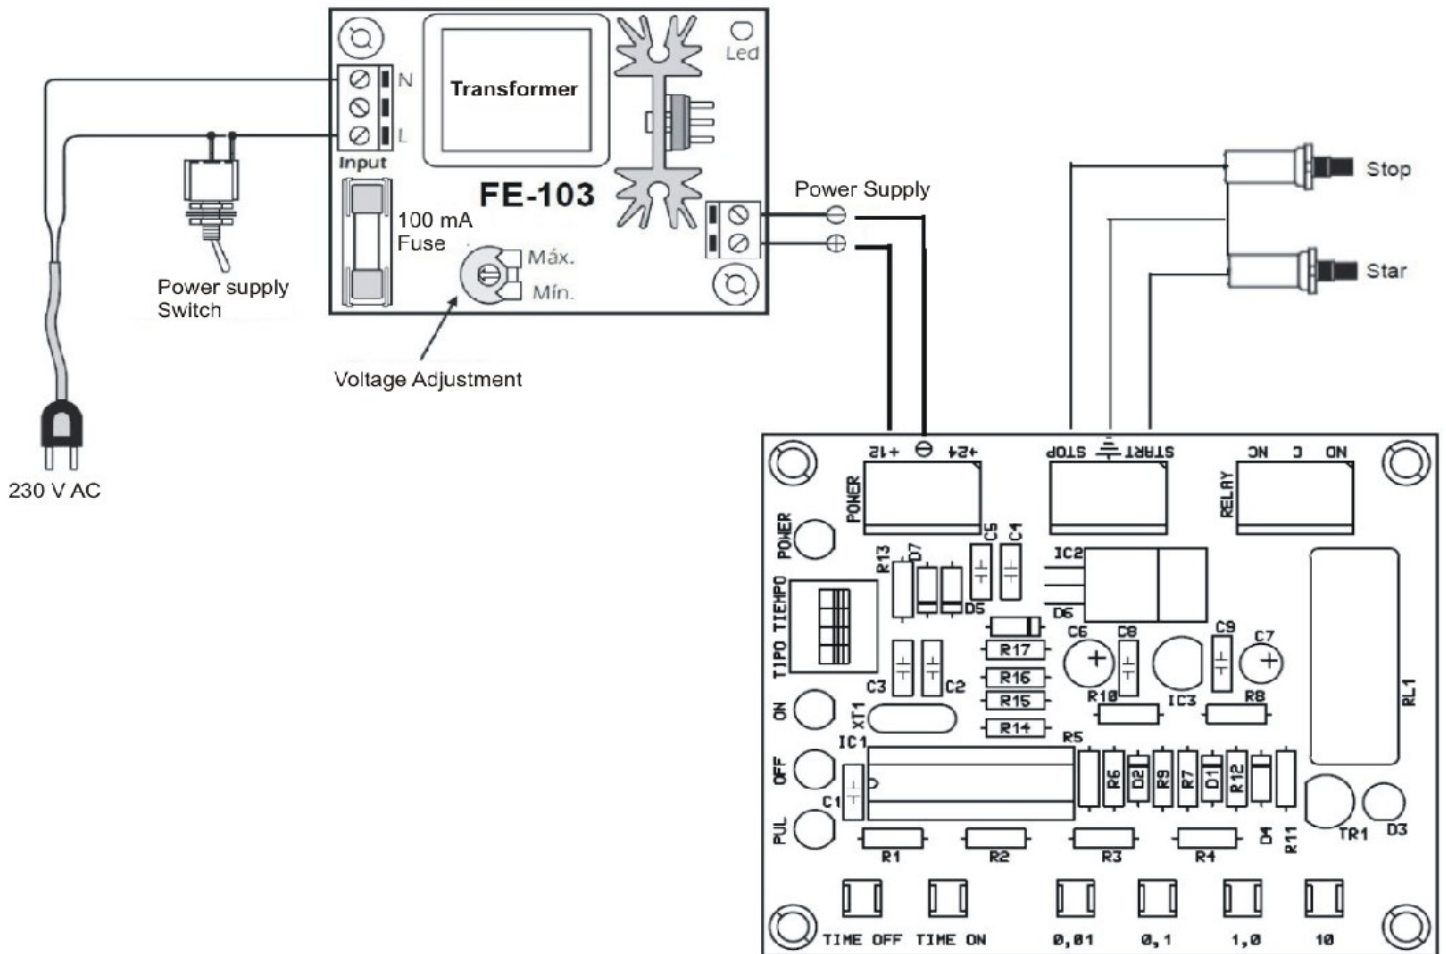 N
L
Input
Transformer
Led
FE-103
100 mA
Fuse
Máx.
Mín.
Power supply
Switch
Voltage Adjustment
230 V AC
Power Supply
Stop
Star
+12
+24
STOP
START
NC
C
NO
POWER
RELAY
POWER
TIPO TIEMPO
ON
OFF
PUL
R13
D7
D5
C5
C4
IC2
D6
C3
C2
R17
R16
R15
R14
C6
C8
C9
C7
R10
IC3
R8
RL1
XT1
IC1
C1
R5
R6
D2
R9
R7
D1
R12
D4
R11
TR1
D3
R1
R2
R3
R4
TIME OFF
TIME ON
0,01
0,1
1,0
10